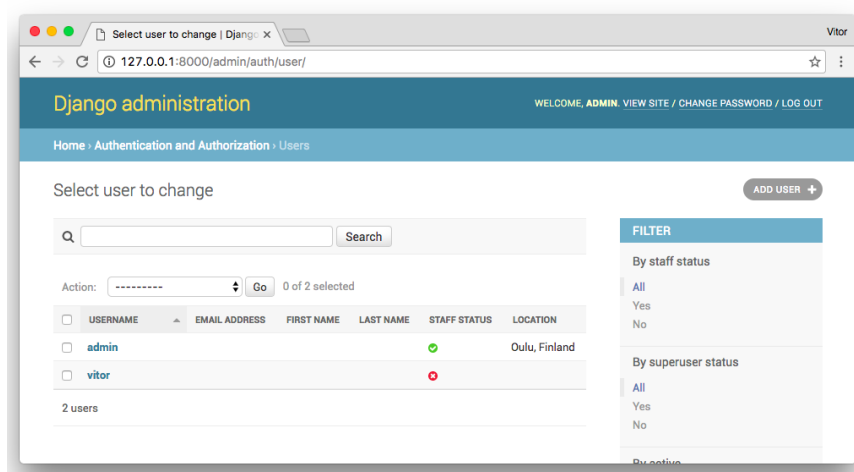 Select user to change | Django
Vitor
127.0.0.1:8000/admin/auth/user/
Django administration
WELCOME, ADMIN. VIEW SITE / CHANGE PASSWORD / LOG OUT
Home › Authentication and Authorization › Users
Select user to change
ADD USER +
Search
FILTER
By staff status
All
Yes
No
Action: --------- Go 0 of 2 selected
USERNAME EMAIL ADDRESS FIRST NAME LAST NAME STAFF STATUS LOCATION
admin Oulu, Finland
vitor
2 users
By superuser status
All
Yes
No
By active